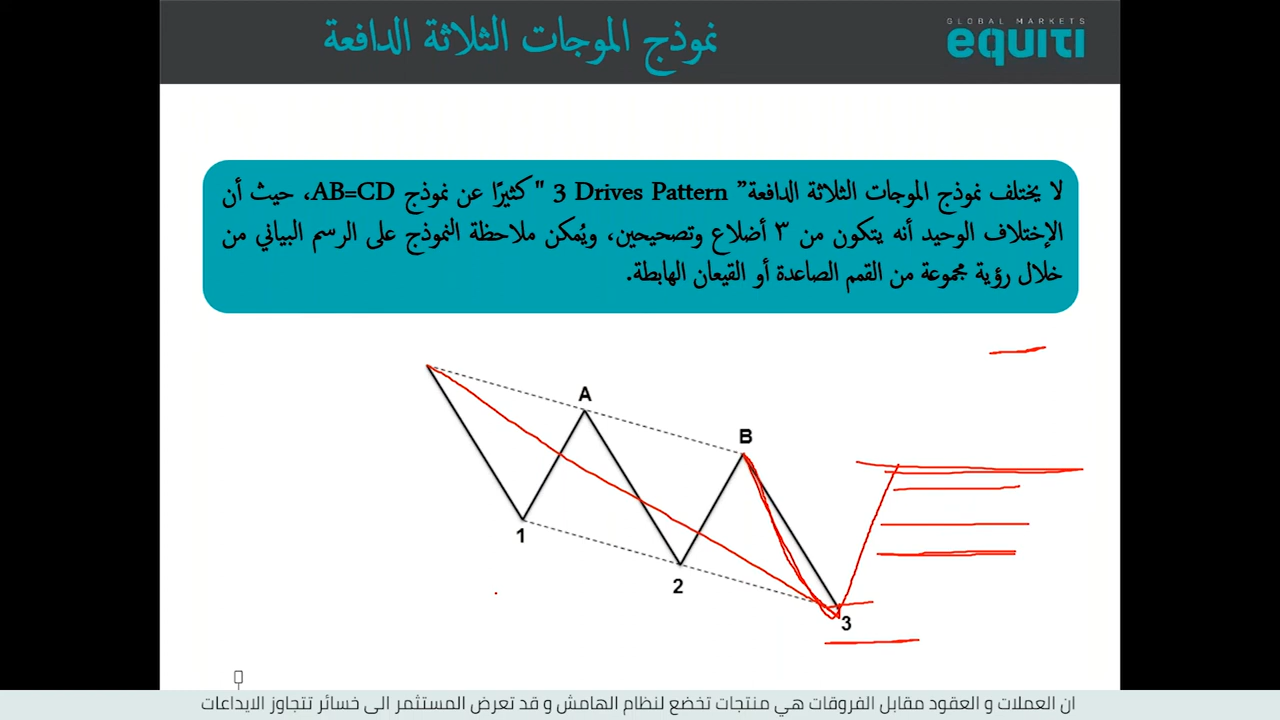 نموذج الموجات الثلاثة الدافعة
GLOBAL MARKETS
equiti
لا يختلف نموذج الموجات الثلاثة الدافعة” 3 Drives Pattern " كثيرًا عن نموذج AB=CD، حيث أن
الإختلاف الوحيد أنه يتكون من ٣ أضلاع وتصحيحين، ويُمكن ملاحظة النموذج على الرسم البياني من
خلال رؤية مجموعة من القمم الصاعدة أو القيعان الهابطة.
A
B
1
2
3
ان العملات و العقود مقابل الفروقات هي منتجات تخضع لنظام الهامش و قد تعرض المستثمر الى خسائر تتجاوز الايداعات